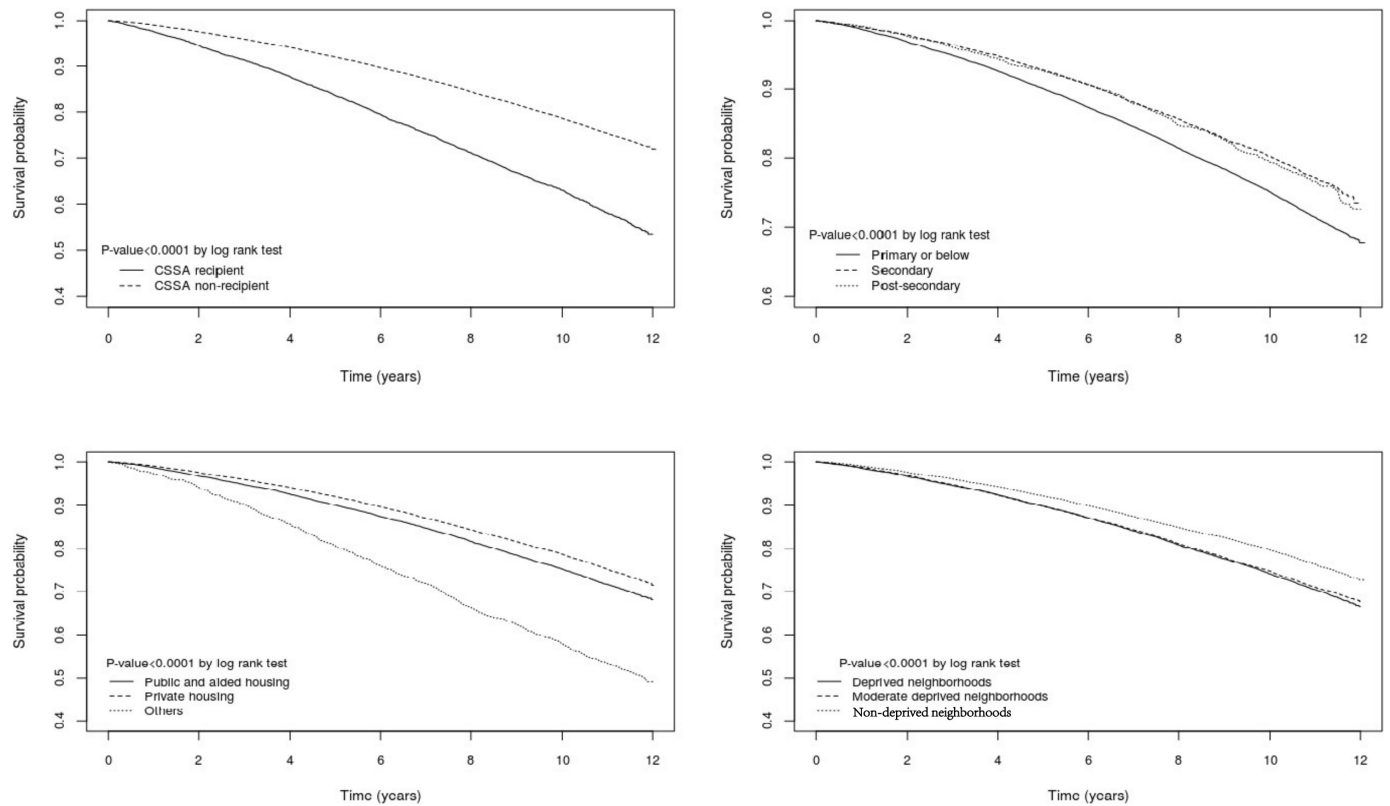 1.0
0.9
0.8
0.7
0.6
0.5
0.4
Survival probability
P-value<0.0001 by log rank test
CSSA recipient
CSSA non-recipient
0 2 4 6 8 10 12
Time (years)
1.0
0.9
0.8
0.7
0.6
Survival probability
P-value<0.0001 by log rank test
Primary or below
Secondary
Post-secondary
0 2 4 6 8 10 12
Time (years)
1.0
0.9
0.8
0.7
0.6
0.5
0.4
Survival probability
P-value<0.0001 by log rank test
Public and aided housing
Private housing
Others
0 2 4 6 8 10 12
Time (years)
1.0
0.9
0.8
0.7
0.6
0.5
0.4
Survival probability
P-value<0.0001 by log rank test
Deprived neighborhoods
Moderate deprived neighborhoods
Non-deprived neighborhoods
0 2 4 6 8 10 12
Time (years)